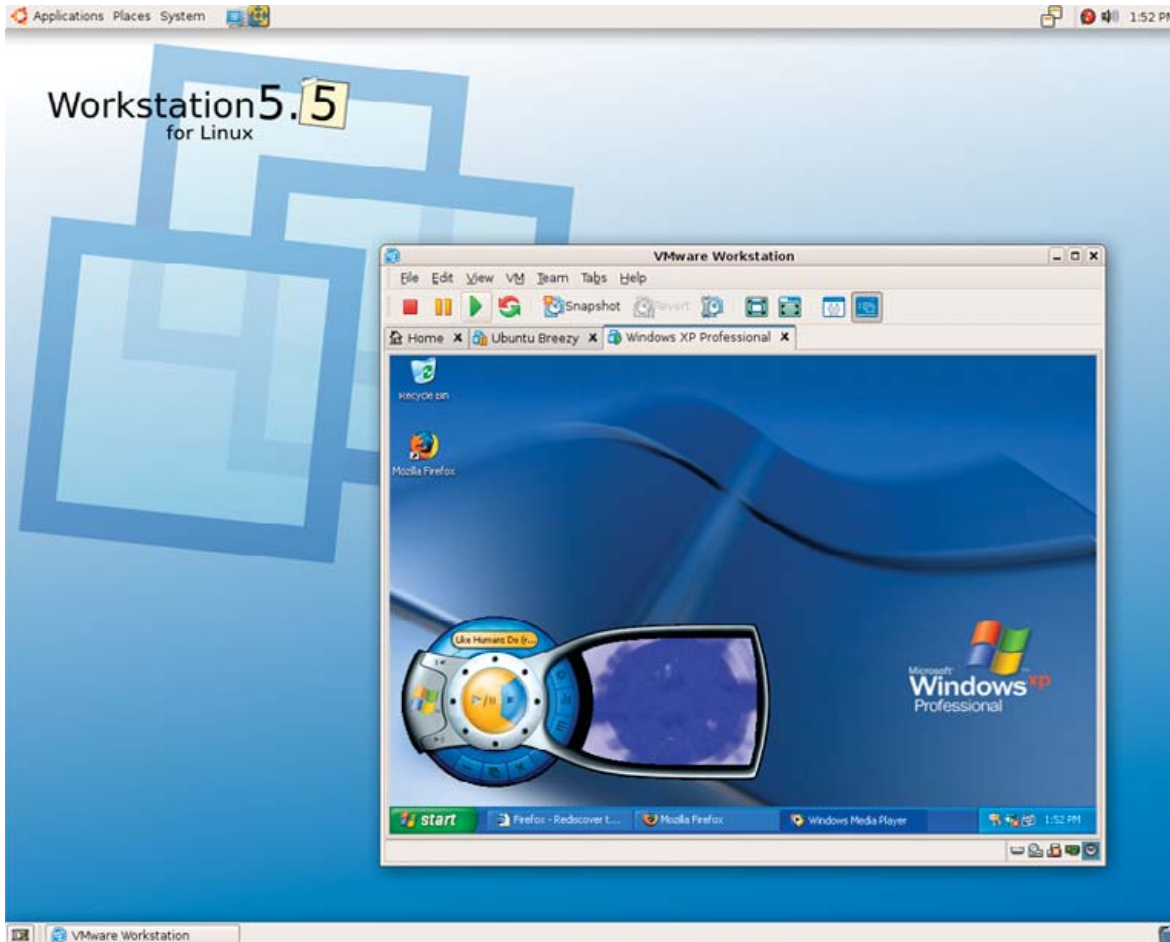 Applications Places System
1:52 PM
Workstation 5.5
for Linux
VMware Workstation
File Edit View VM Team Tabs Help
Snapshot Revert
Home Ubuntu Breezy Windows XP Professional
Recycle Bin
Mozilla Firefox
Like Humans Do (r...
Microsoft
Windows xp
Professional
start Firefox - Rediscover t... Mozilla Firefox Windows Media Player 1:52 PM
VMware Workstation